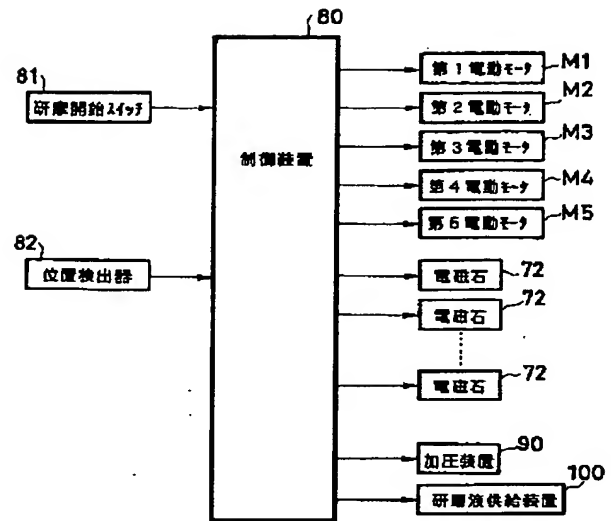 80
81
研摩開始スイッチ
82
位置検出器
制御装置
第1電動モータ
M1
第2電動モータ
M2
第3電動モータ
M3
第4電動モータ
M4
第6電動モータ
M5
電磁石
72
電磁石
72
電磁石
72
加圧装置
90
研磨液供給装置
100